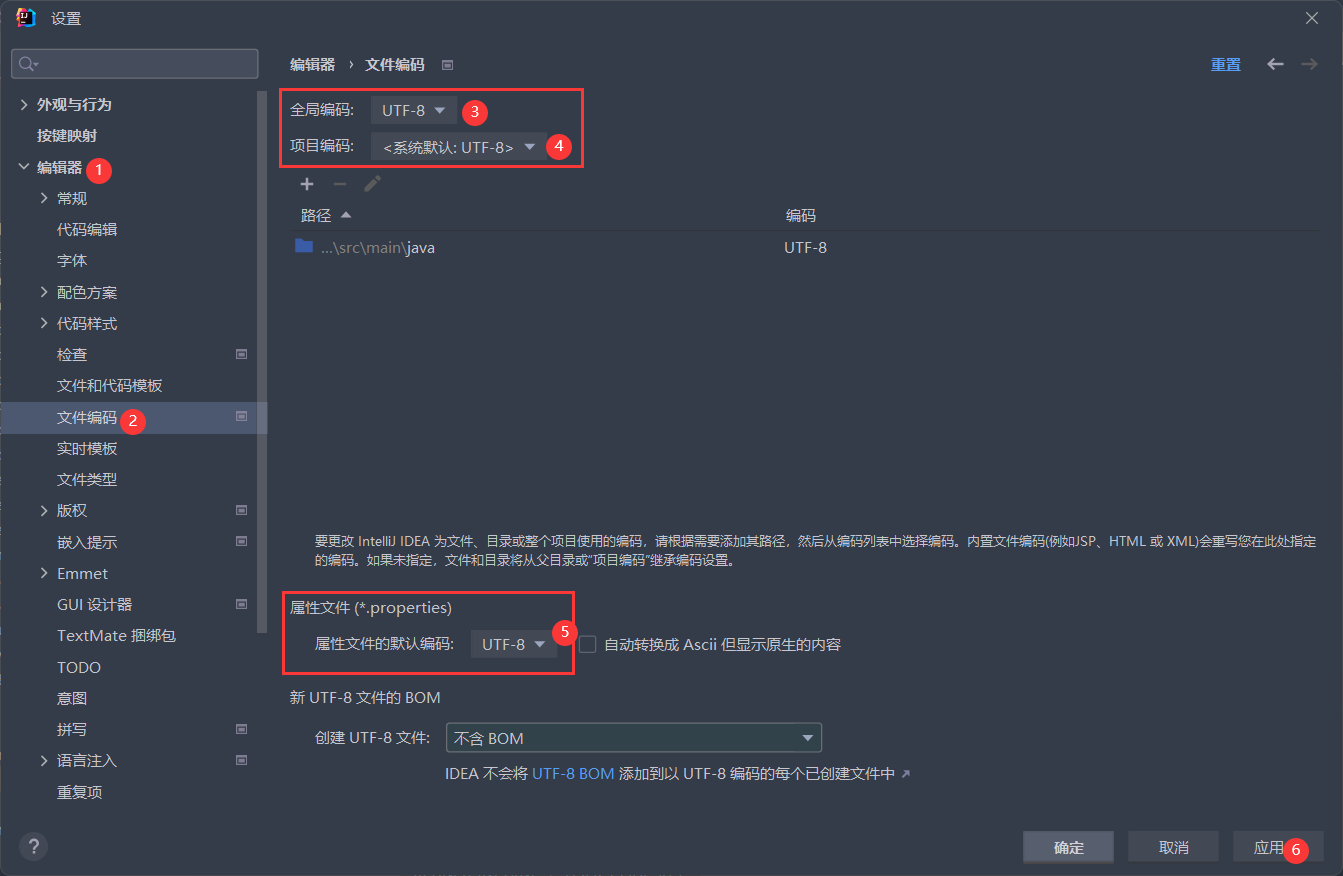 设置
编辑器 › 文件编码
重置
外观与行为
按键映射
编辑器 1
常规
代码编辑
字体
配色方案
代码样式
检查
文件和代码模板
文件编码 2
实时模板
文件类型
版权
嵌入提示
Emmet
GUI 设计器
TextMate 捆绑包
TODO
意图
拼写
语言注入
重复项
全局编码: UTF-8 3
项目编码: <系统默认: UTF-8> 4
路径 编码
...\src\main\java UTF-8
要更改 IntelliJ IDEA 为文件、目录或整个项目使用的编码，请根据需要添加其路径，然后从编码列表中选择编码。内置文件编码(例如JSP、HTML 或 XML)会重写您在此处指定
的编码。如果未指定，文件和目录将从父目录或“项目编码”继承编码设置。
属性文件 (*.properties)
属性文件的默认编码: UTF-8 5 自动转换成 Ascii 但显示原生的内容
新 UTF-8 文件的 BOM
创建 UTF-8 文件: 不含 BOM
IDEA 不会将 UTF-8 BOM 添加到以 UTF-8 编码的每个已创建文件中 ↗
? 确定 取消 应用 6